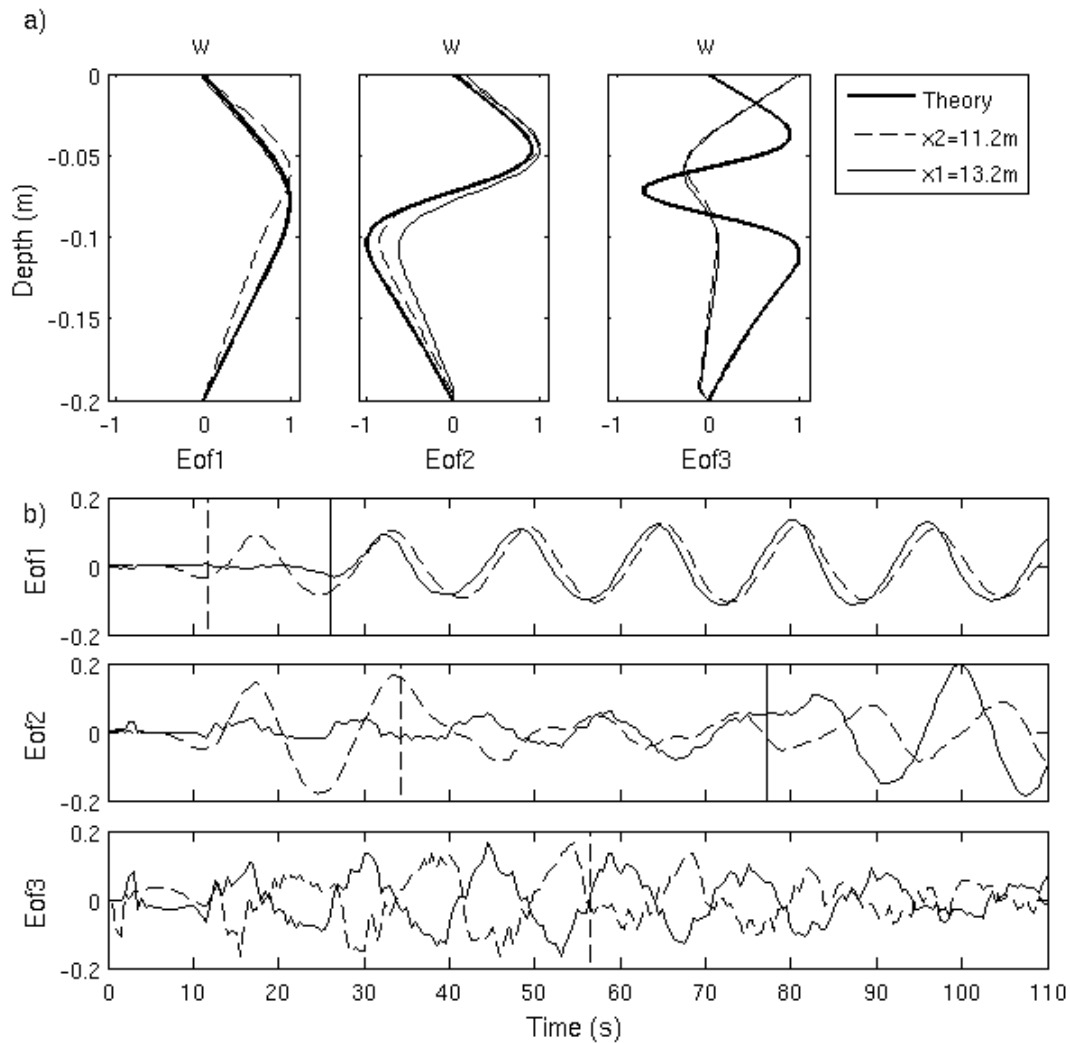 a)
w w w
0
-0.05
-0.1
-0.15
-0.2
Depth (m)
-1 0 1 -1 0 1 -1 0 1
Eof1 Eof2 Eof3
Theory
x2=11.2m
x1=13.2m
b)
0.2
0
-0.2
Eof1
0.2
0
-0.2
Eof2
0.2
0
-0.2
Eof3
0 10 20 30 40 50 60 70 80 90 100 110
Time (s)